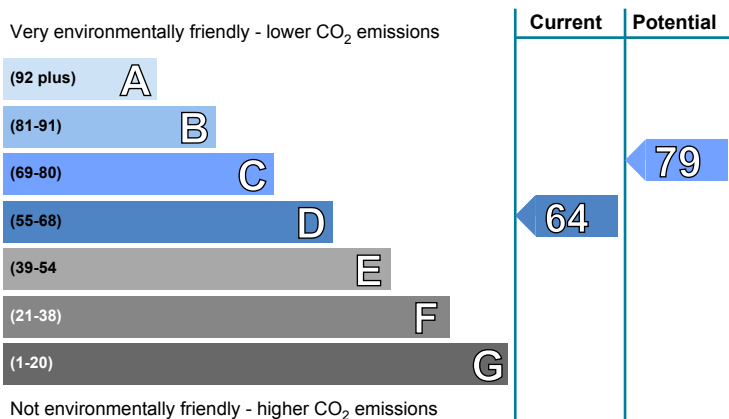 Current Potential
Very environmentally friendly - lower CO2 emissions
(92 plus) A
(81-91) B
(69-80) C
79
(55-68) D
64
(39-54 E
(21-38) F
(1-20) G
Not environmentally friendly - higher CO2 emissions